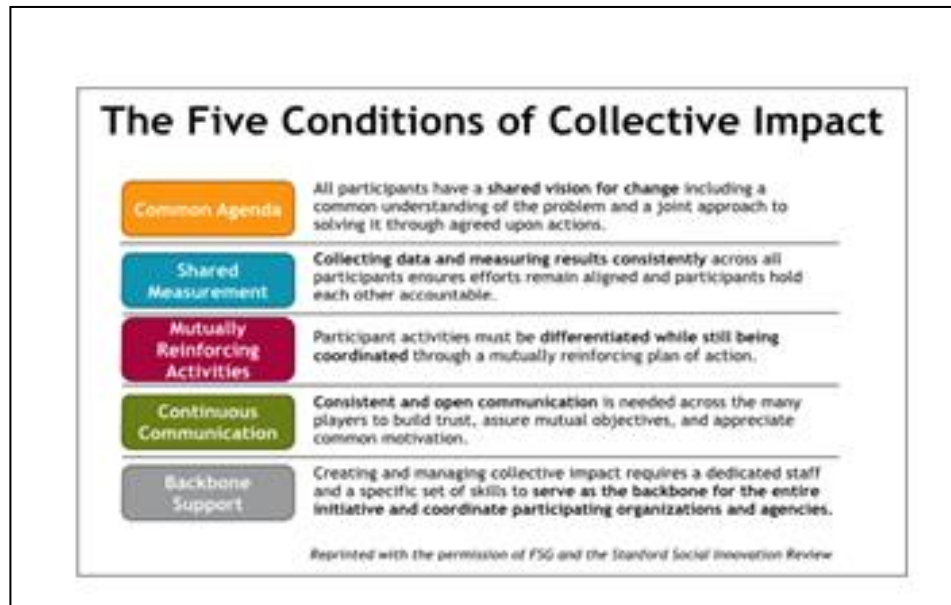 The Five Conditions of Collective Impact
Common Agenda
All participants have a shared vision for change including a
common understanding of the problem and a joint approach to
solving it through agreed upon actions.
Shared
Measurement
Collecting data and measuring results consistently across all
participants ensures efforts remain aligned and participants hold
each other accountable.
Mutually
Reinforcing
Activities
Participant activities must be differentiated while still being
coordinated through a mutually reinforcing plan of action.
Continuous
Communication
Consistent and open communication is needed across the many
players to build trust, assure mutual objectives, and appreciate
common motivation.
Backbone
Support
Creating and managing collective impact requires a dedicated staff
and a specific set of skills to serve as the backbone for the entire
initiative and coordinate participating organizations and agencies.
Reprinted with the permission of FSG and the Stanford Social Innovation Review